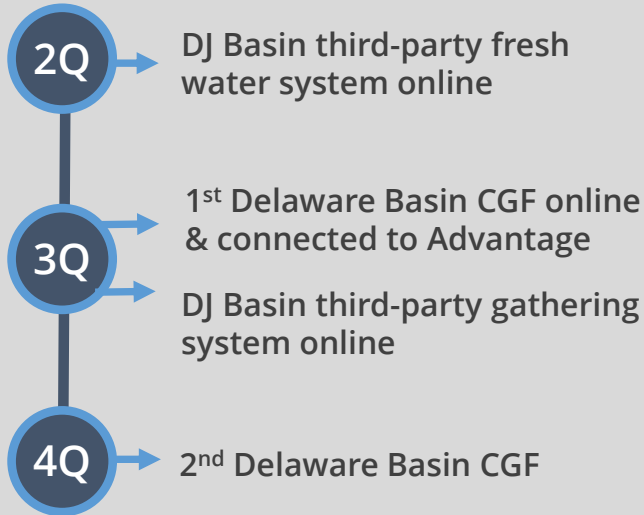 2Q
DJ Basin third-party fresh
water system online
1st Delaware Basin CGF online
& connected to Advantage
3Q
DJ Basin third-party gathering
system online
4Q
2nd Delaware Basin CGF